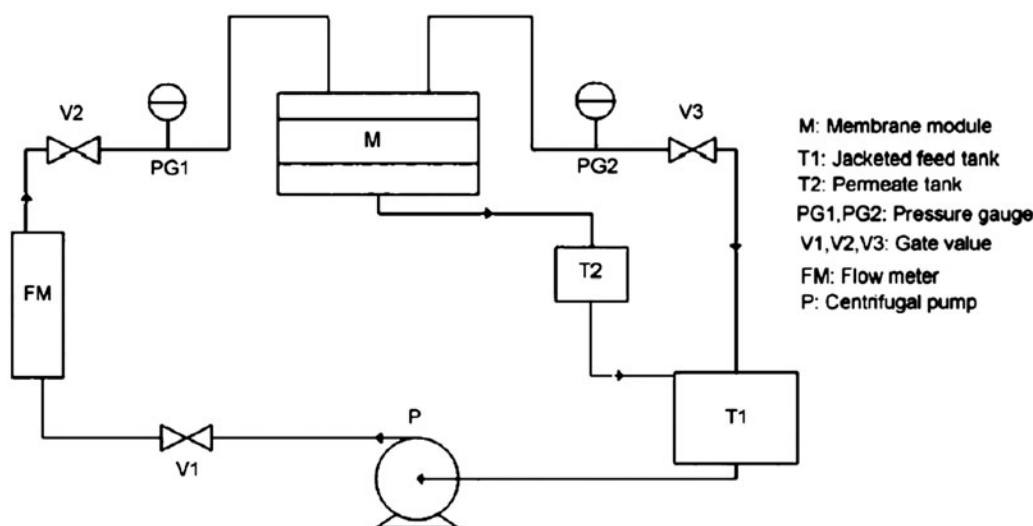 V2
PG1
M
PG2
V3
FM
T2
P
V1
T1
M: Membrane module
T1: Jacketed feed tank
T2: Permeate tank
PG1,PG2: Pressure gauge
V1,V2,V3: Gate value
FM: Flow meter
P: Centrifugal pump